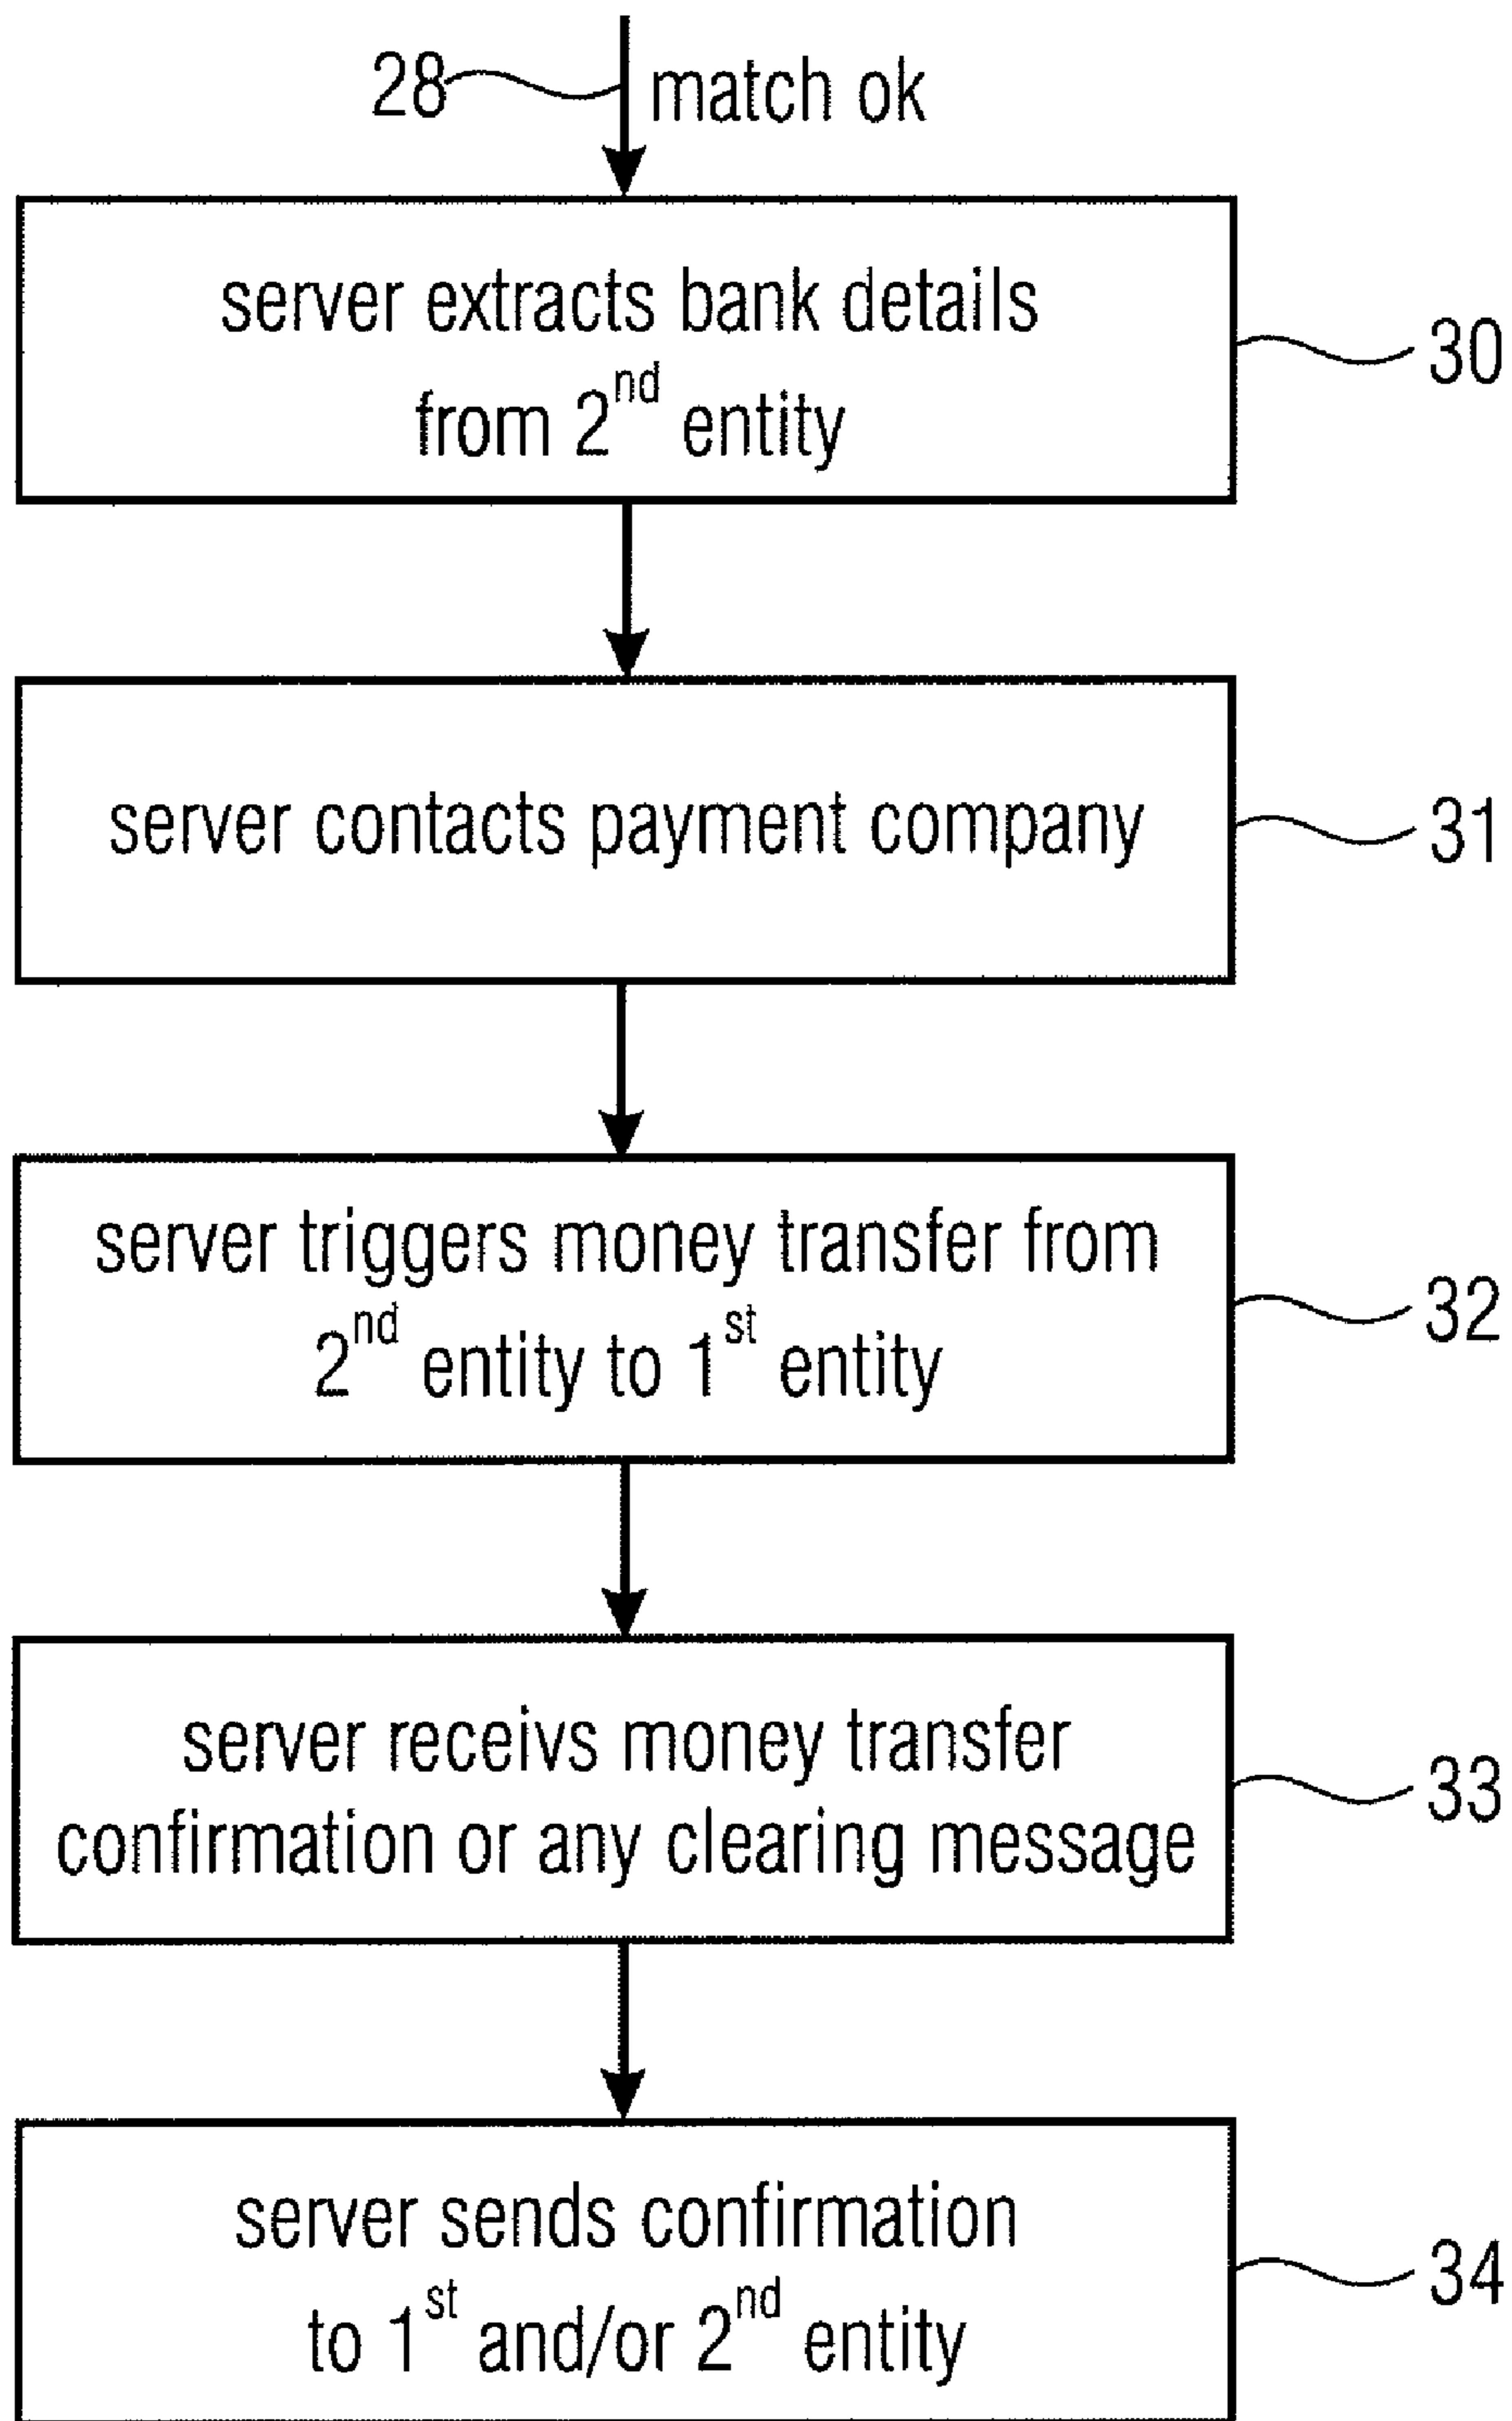 28 match ok
server extracts bank details
from 2nd entity
30
server contacts payment company
31
server triggers money transfer from
2nd entity to 1st entity
32
server receivs money transfer
confirmation or any clearing message
33
server sends confirmation
to 1st and/or 2nd entity
34